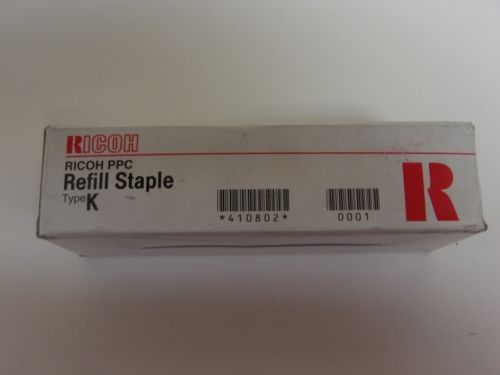 RICOH
RICOH PPC
Refill Staple
Type K
*410802*
0001
R